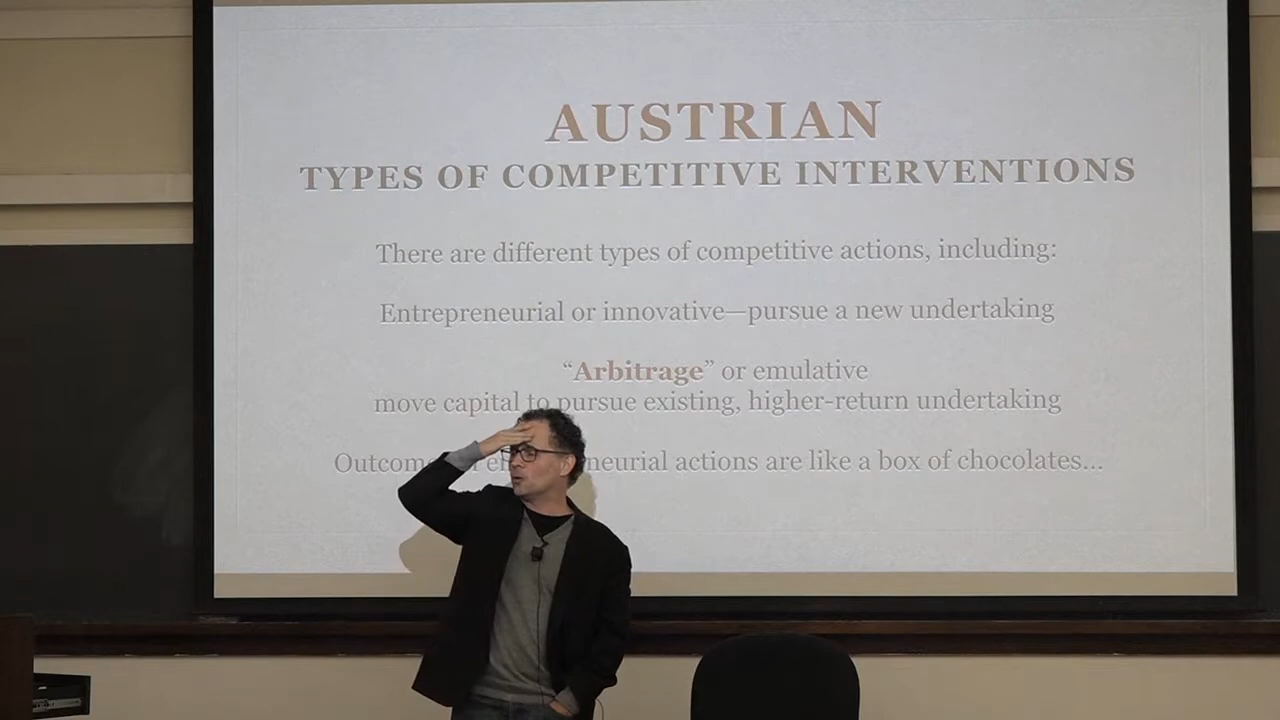 AUSTRIAN
TYPES OF COMPETITIVE INTERVENTIONS
There are different types of competitive actions, including:
Entrepreneurial or innovative—pursue a new undertaking
“Arbitrage” or emulative
move capital to pursue existing, higher-return undertaking
actions are like a box of chocolates…